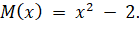 M(x) = x² − 2.